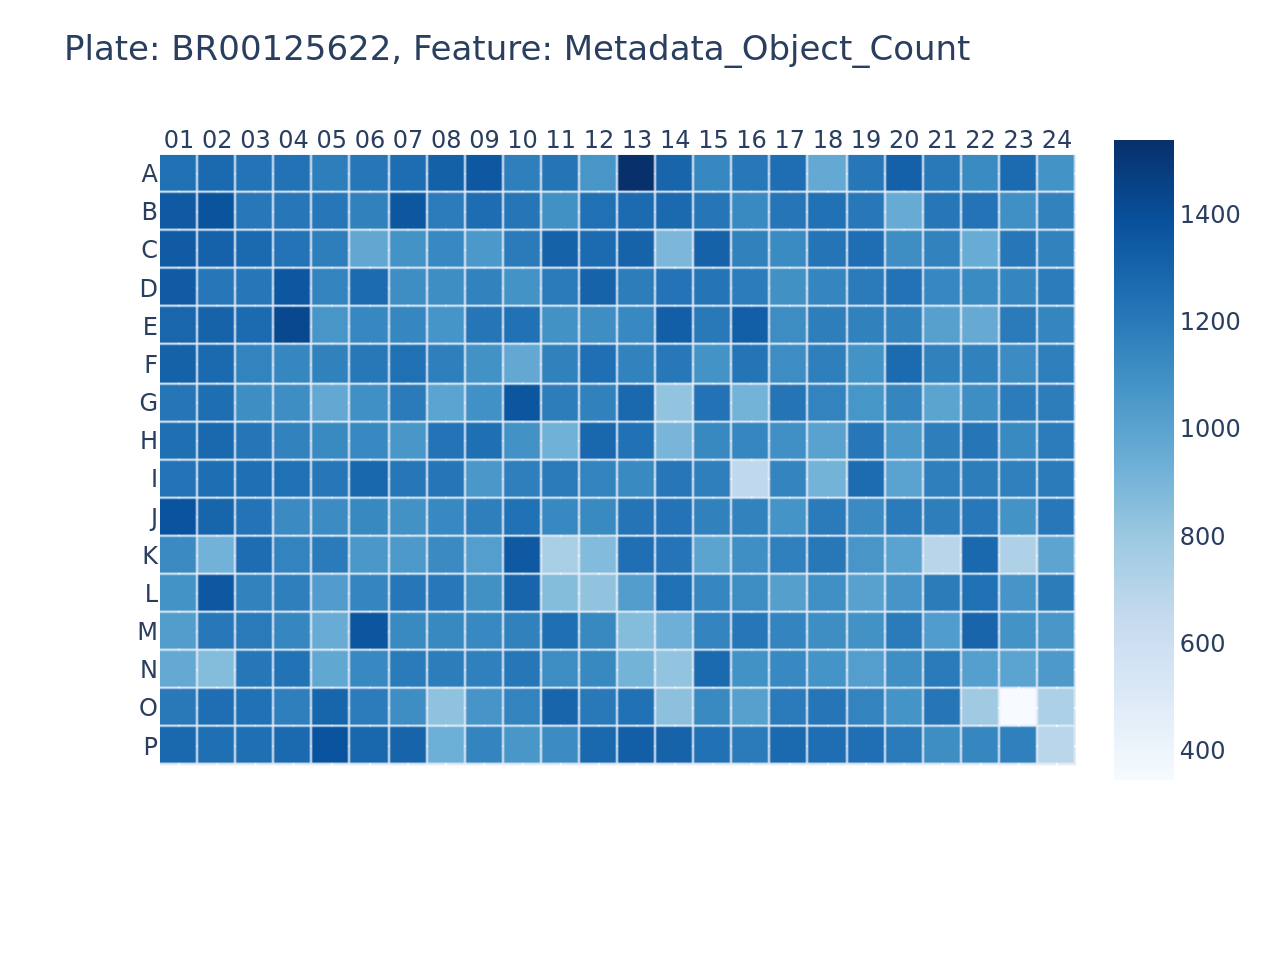 Plate: BR00125622, Feature: Metadata_Object_Count
01 02 03 04 05 06 07 08 09 10 11 12 13 14 15 16 17 18 19 20 21 22 23 24
A
B
C
D
E
F
G
H
I
J
K
L
M
N
O
P
1400
1200
1000
800
600
400